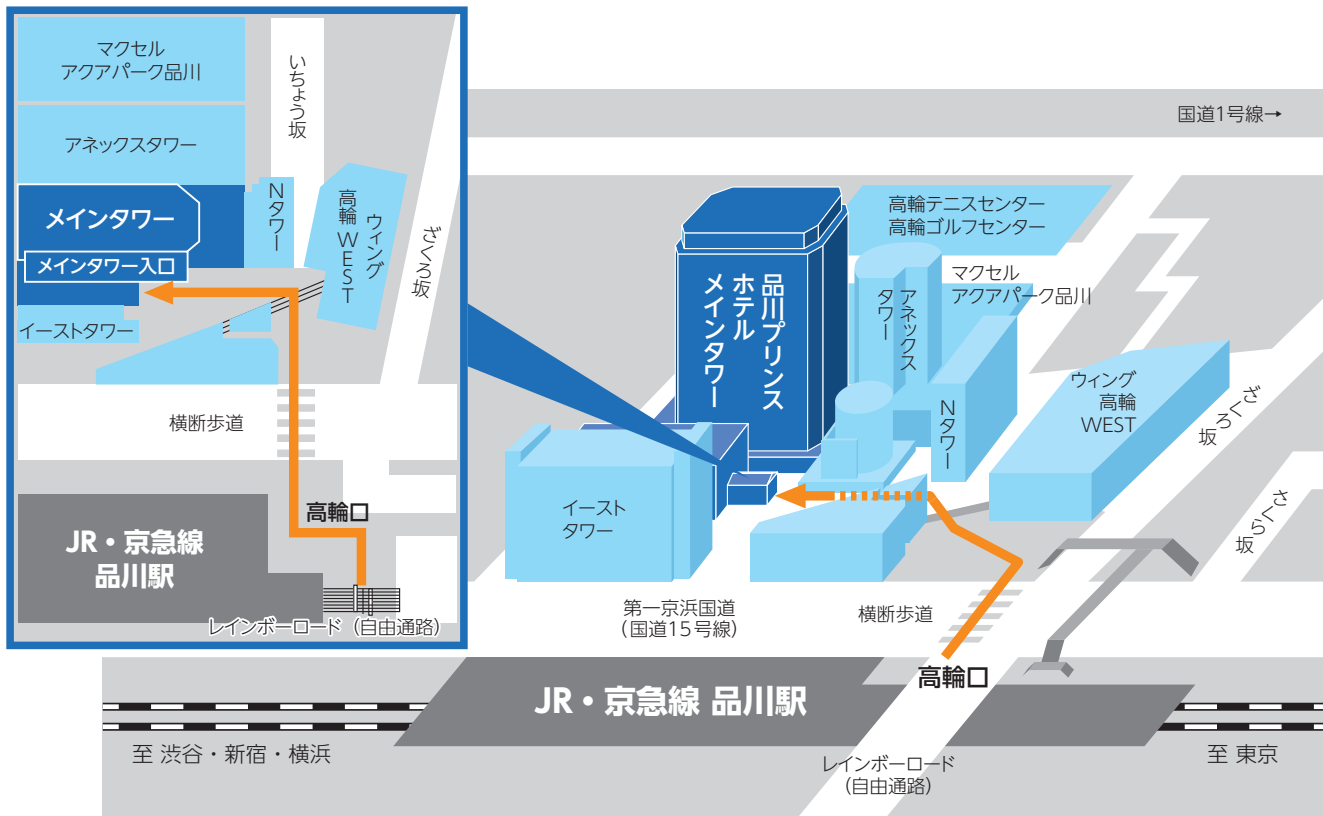 マクセル
アクアパーク品川
いちょう坂
アネックスタワー
メインタワー
Nタワー
ウィング
高輪 WEST
ざくろ坂
メインタワー入口
イーストタワー
横断歩道
高輪口
JR・京急線
品川駅
レインボーロード(自由通路)
国道1号線→
高輪テニスセンター
高輪ゴルフセンター
品川プリンス
ホテル
メインタワー
マクセル
アクアパーク品川
アネックス
タワー
Nタワー
ウィング
高輪
WEST
ざくろ坂
さくら坂
イースト
タワー
第一京浜国道
(国道15号線)
横断歩道
高輪口
JR・京急線 品川駅
至 渋谷・新宿・横浜
至 東京
レインボーロード
(自由通路)